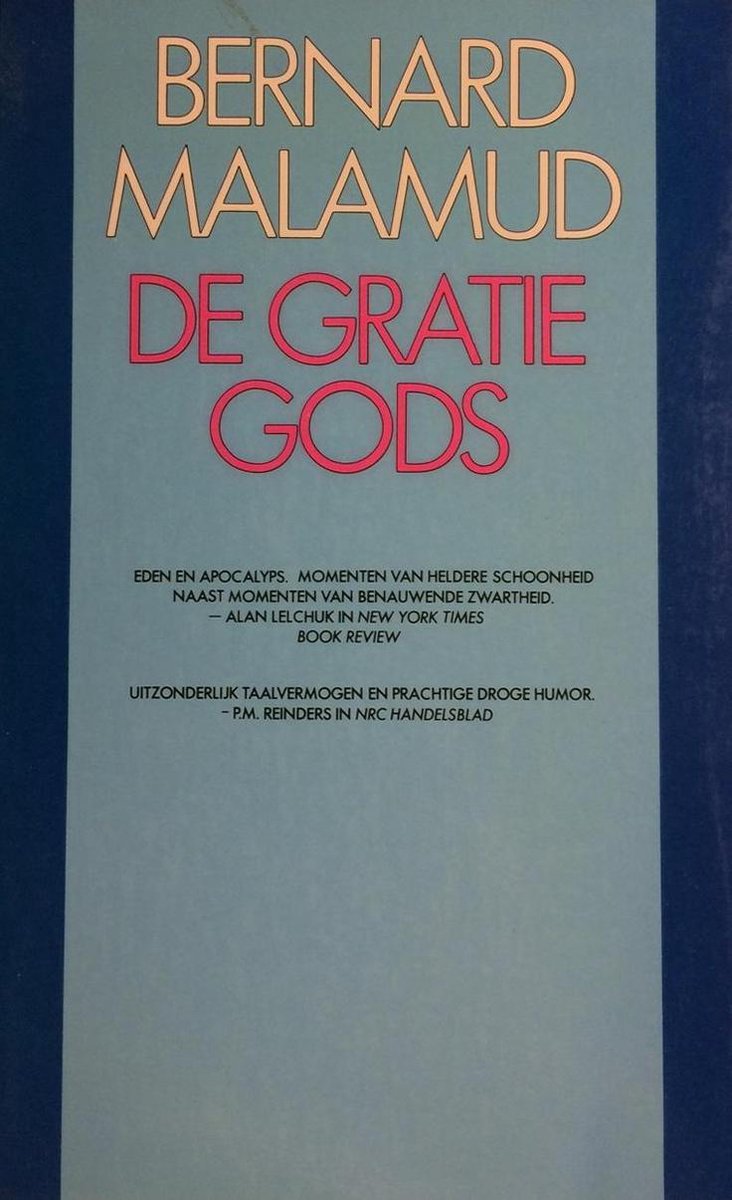 BERNARD
MALAMUD
DE GRATIE
GODS
EDEN EN APOCALYPS. MOMENTEN VAN HELDERE SCHOONHEID
NAAST MOMENTEN VAN BENAUWENDE ZWARTHEID.
— ALAN LELCHUK IN NEW YORK TIMES
BOOK REVIEW
UITZONDERLIJK TAALVERMOGEN EN PRACHTIGE DROGE HUMOR.
– P.M. REINDERS IN NRC HANDELSBLAD